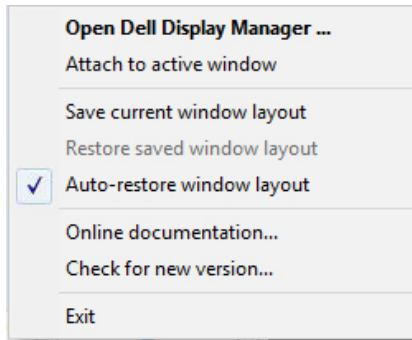 Open Dell Display Manager ...
Attach to active window
Save current window layout
Restore saved window layout
Auto-restore window layout
Online documentation...
Check for new version...
Exit